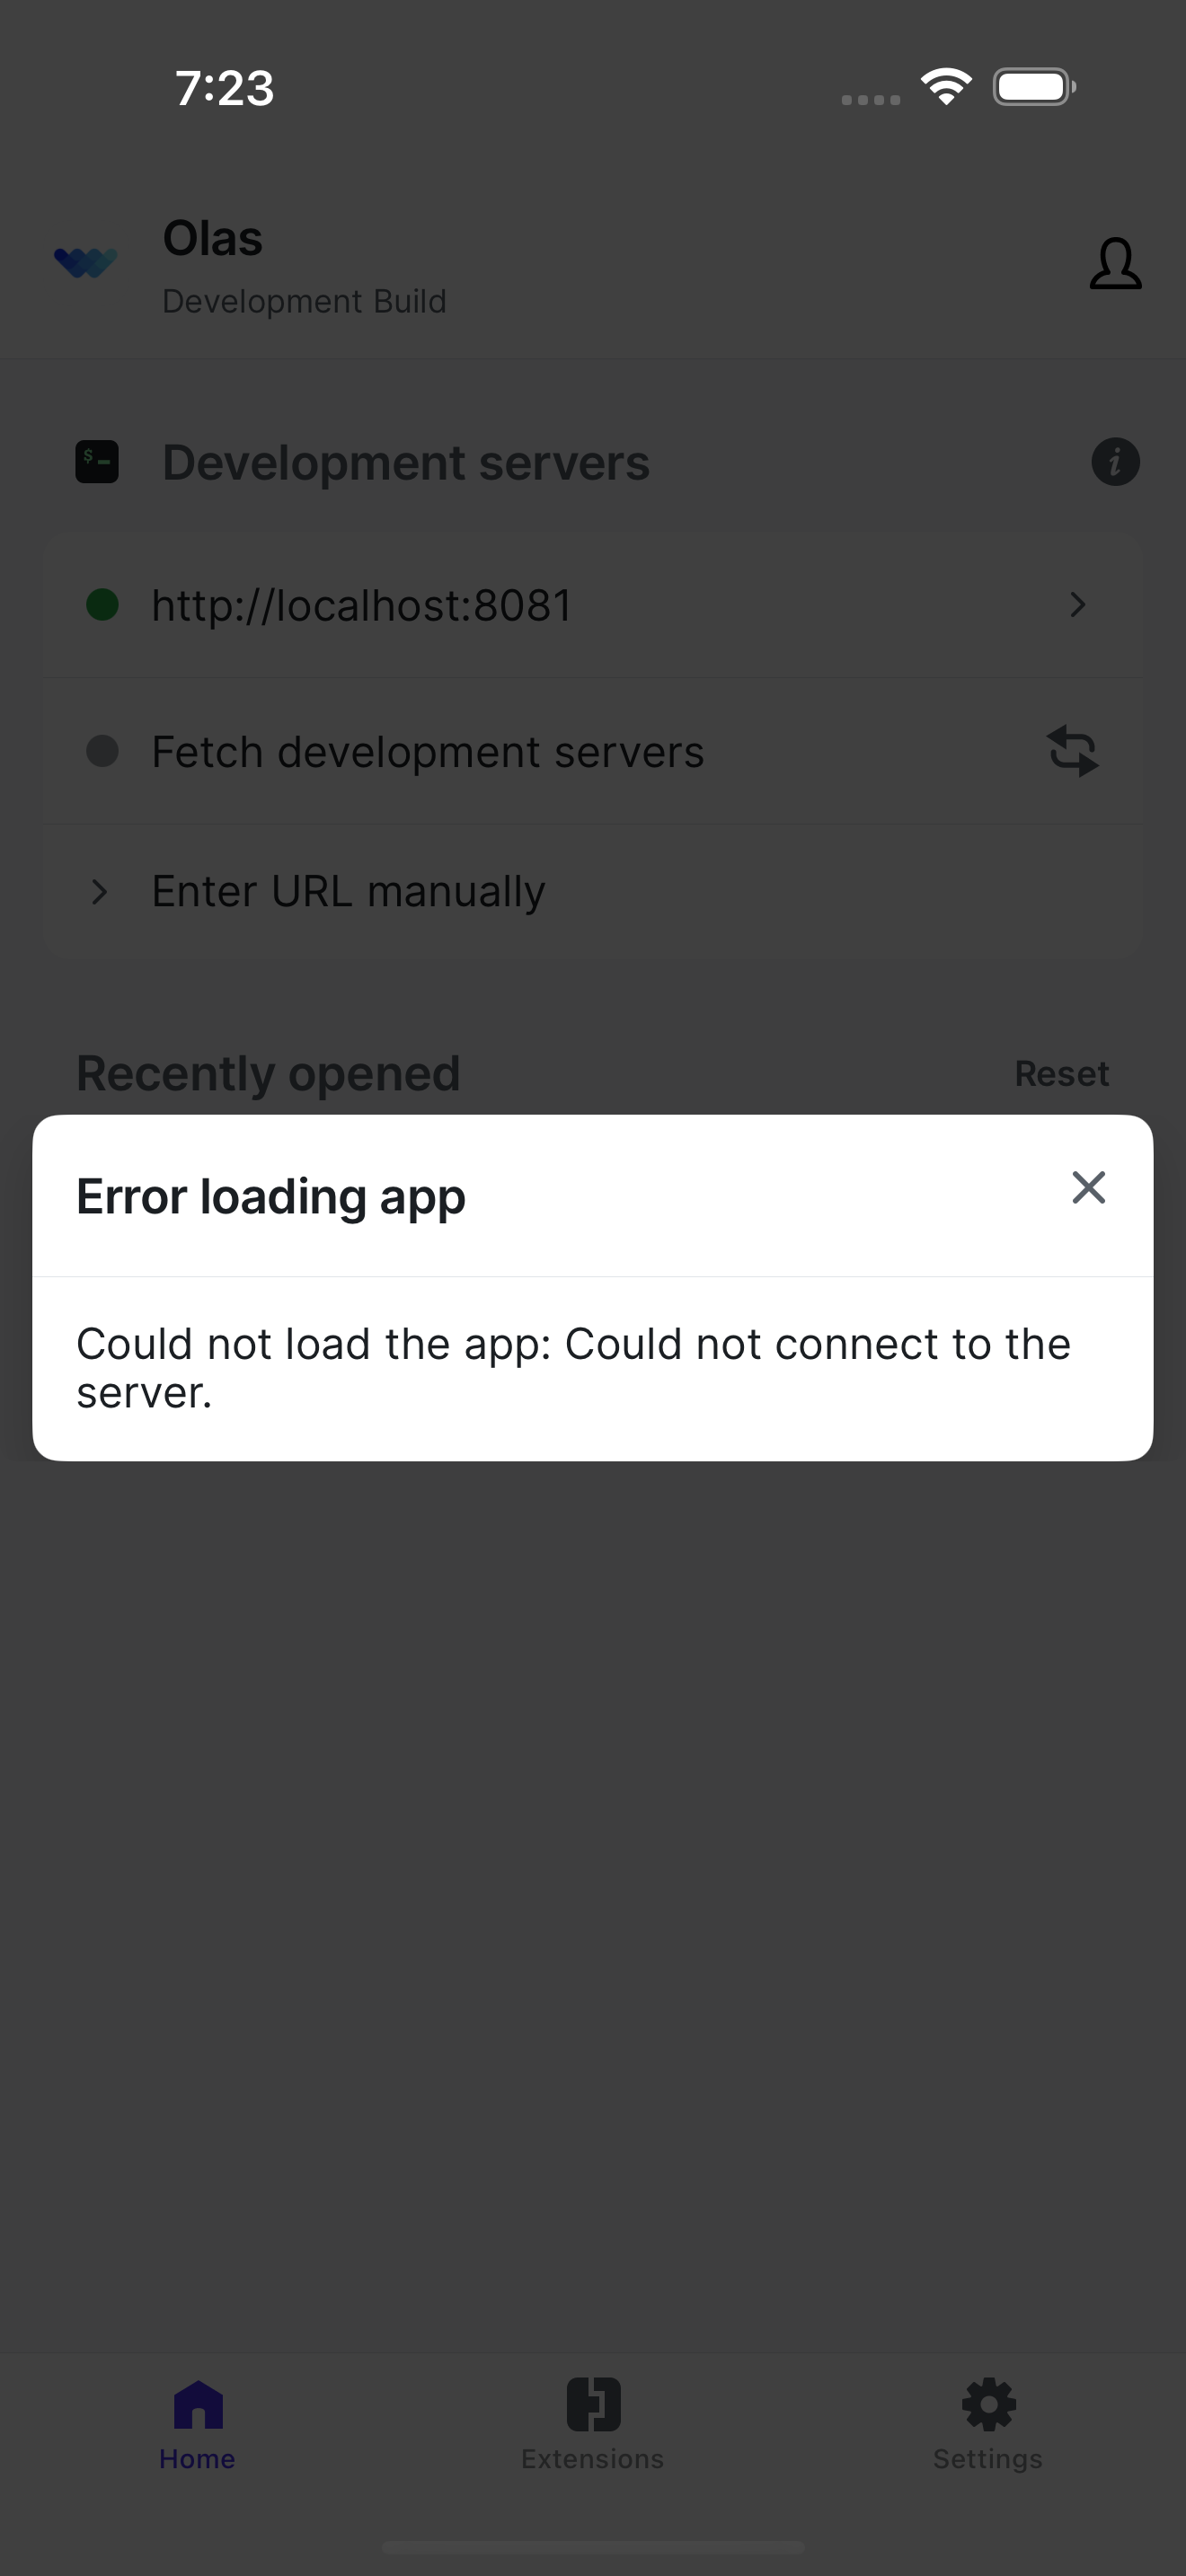 7:23
Olas
Development Build
$
Development servers
i
http://localhost:8081
Fetch development servers
Enter URL manually
Recently opened
Reset
Error loading app
Could not load the app: Could not connect to the
server.
Home
Extensions
Settings